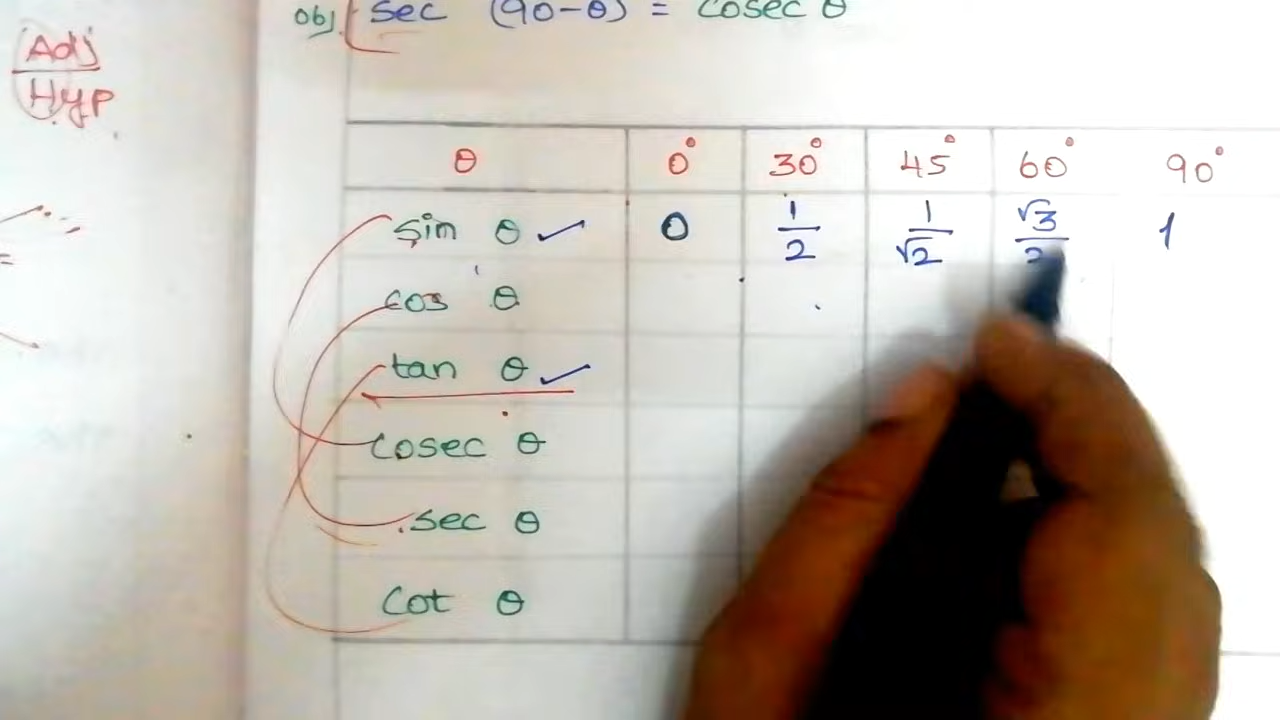 obj. sec (90-θ) = cosec θ
Adj
Hyp
θ 0° 30° 45° 60° 90°
sin θ ✓ 0 1/2 1/√2 √3/2 1
cos θ
tan θ ✓
cosec θ
sec θ
cot θ